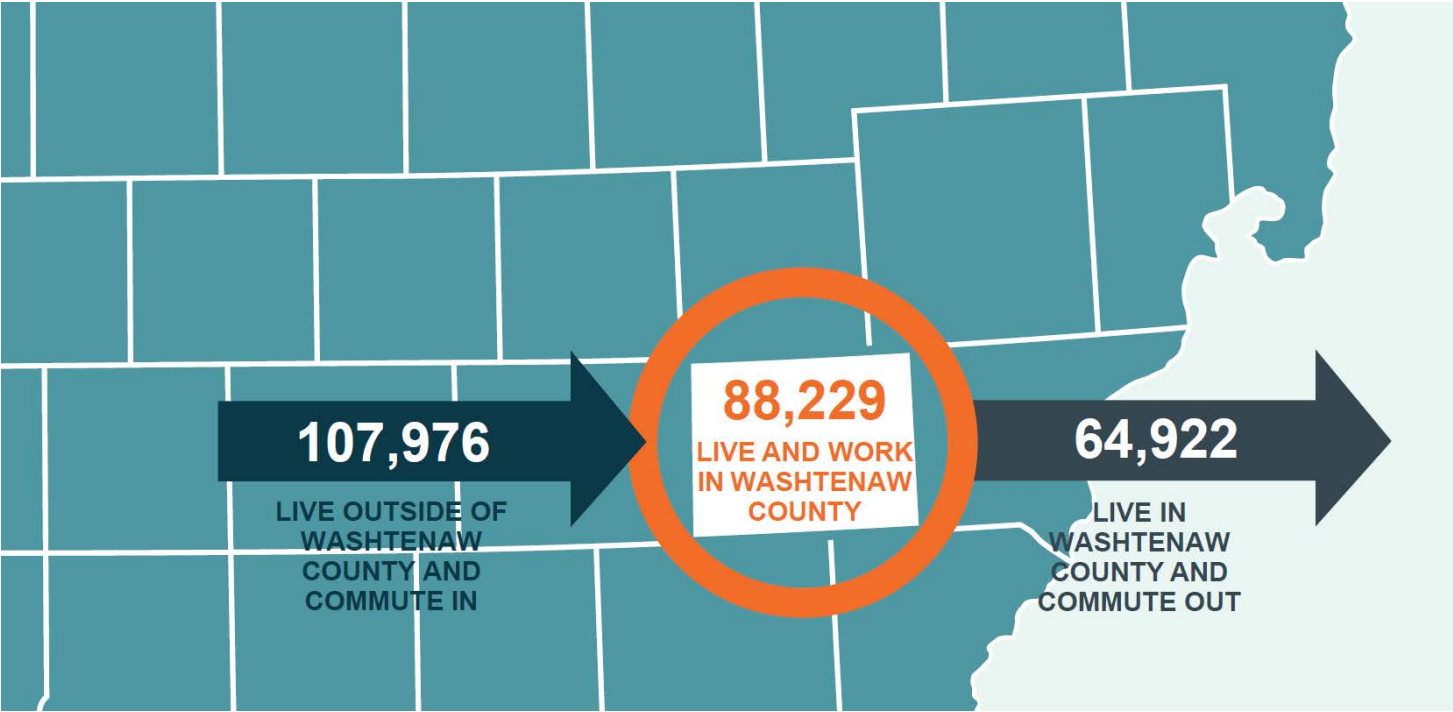 107,976
LIVE OUTSIDE OF
WASHTENAW
COUNTY AND
COMMUTE IN
88,229
LIVE AND WORK
IN WASHTENAW
COUNTY
64,922
LIVE IN
WASHTENAW
COUNTY AND
COMMUTE OUT